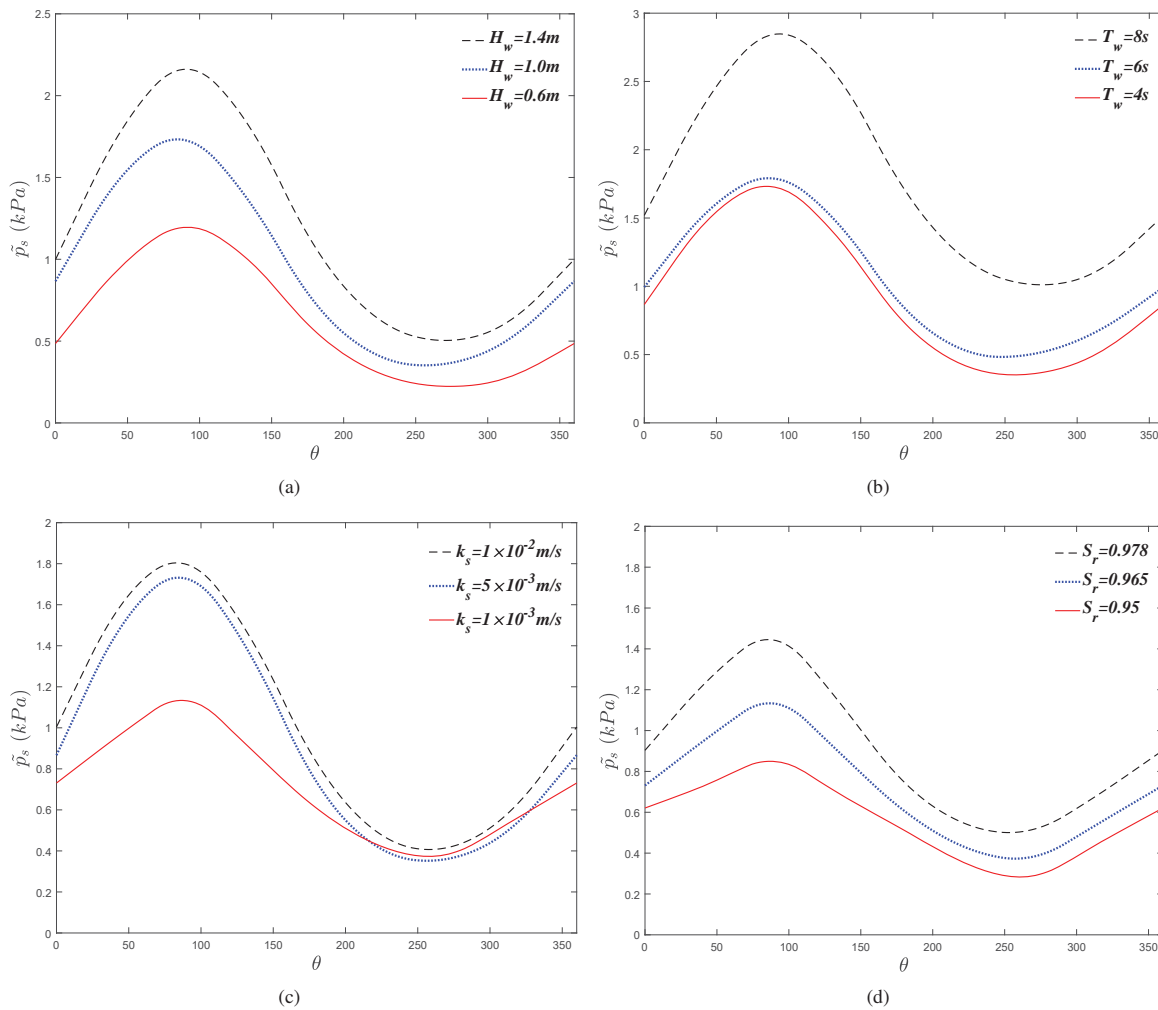 2.5
2
1.5
1
0.5
0
0 50 100 150 200 250 300 350
p̃_s (kPa)
θ
H_w=1.4m
H_w=1.0m
H_w=0.6m
(a)
3
2.5
2
1.5
1
0.5
0
0 50 100 150 200 250 300 350
p̃_s (kPa)
θ
T_w=8s
T_w=6s
T_w=4s
(b)
2
1.8
1.6
1.4
1.2
1
0.8
0.6
0.4
0.2
0
0 50 100 150 200 250 300 350
p̃_s (kPa)
θ
k_s=1×10^-2 m/s
k_s=5×10^-3 m/s
k_s=1×10^-3 m/s
(c)
2
1.8
1.6
1.4
1.2
1
0.8
0.6
0.4
0.2
0
0 50 100 150 200 250 300 350
p̃_s (kPa)
θ
S_r=0.978
S_r=0.965
S_r=0.95
(d)